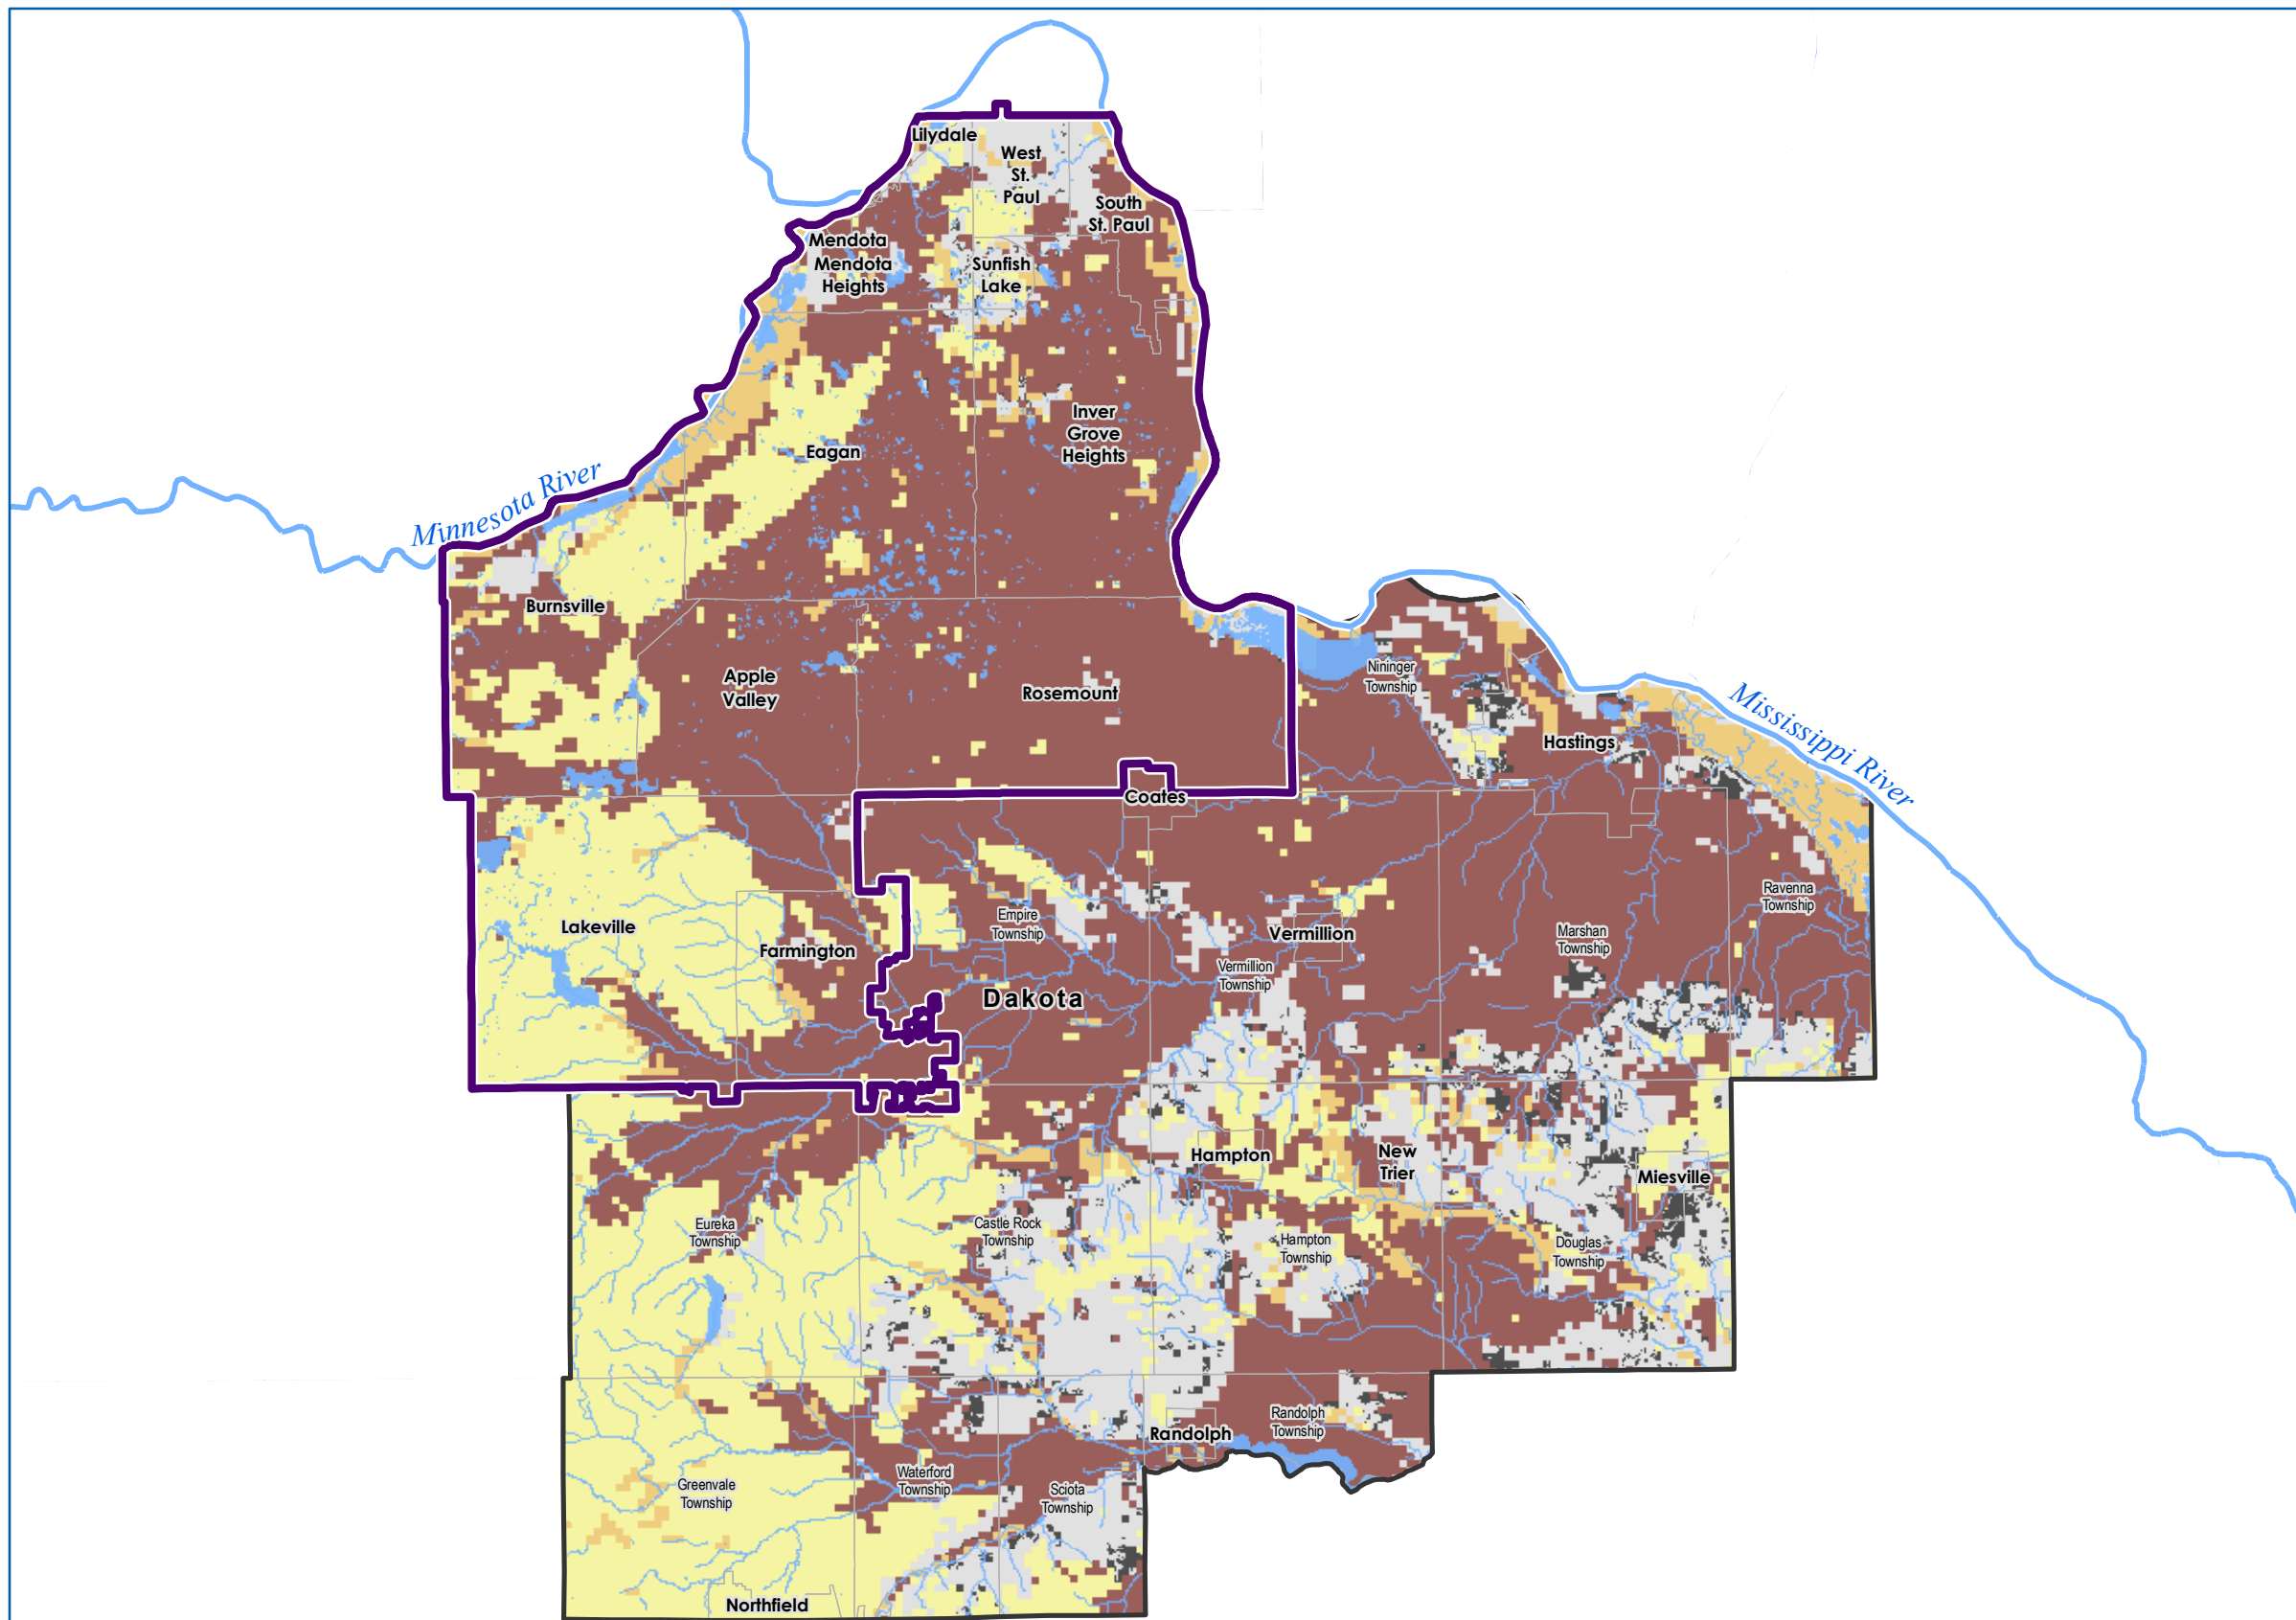 Lilydale
West
St.
Paul
South
St. Paul
Mendota
Mendota
Heights
Sunfish
Lake
Inver
Grove
Heights
Eagan
Minnesota River
Burnsville
Apple
Valley
Rosemount
Nininger
Township
Mississippi River
Hastings
Coates
Ravenna
Township
Lakeville
Empire
Township
Farmington
Vermillion
Marshan
Township
Vermillion
Township
Dakota
Hampton
New
Trier
Miesville
Eureka
Township
Castle Rock
Township
Hampton
Township
Douglas
Township
Randolph
Randolph
Township
Greenvale
Township
Waterford
Township
Sciota
Township
Northfield